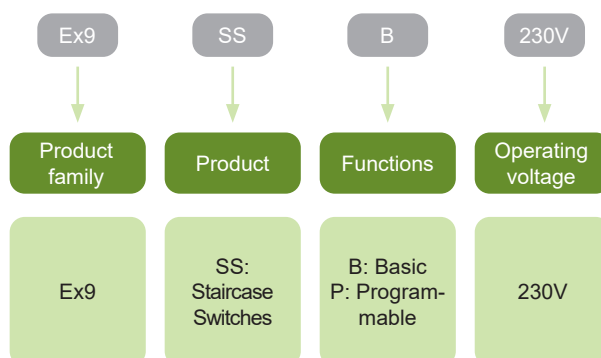 Ex9
SS
B
230V
Product
family
Product
Functions
Operating
voltage
Ex9
SS:
Staircase
Switches
B: Basic
P: Program-
mable
230V